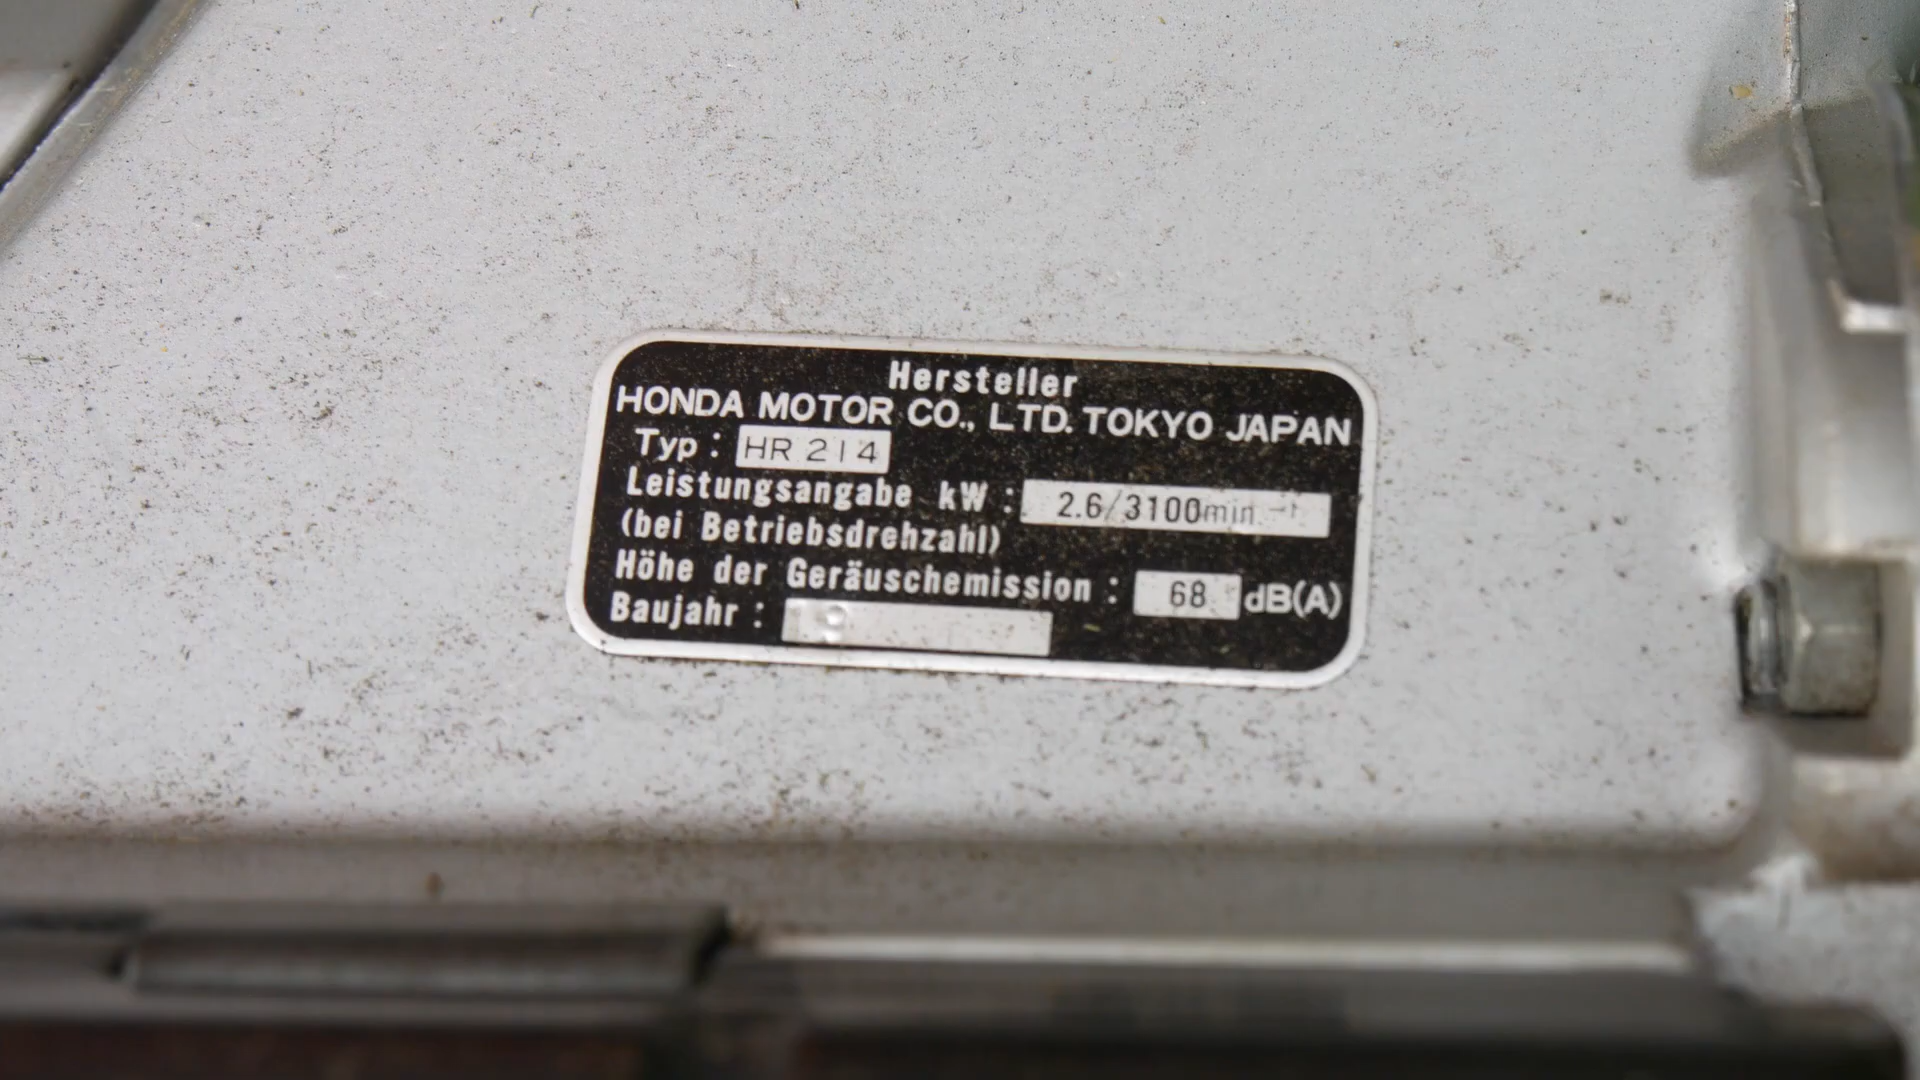 Hersteller
HONDA MOTOR CO., LTD. TOKYO JAPAN
Typ : HR 214
Leistungsangabe kW : 2.6/3100min.⁻¹
(bei Betriebsdrehzahl)
Höhe der Geräuschemission : 68 dB(A)
Baujahr :